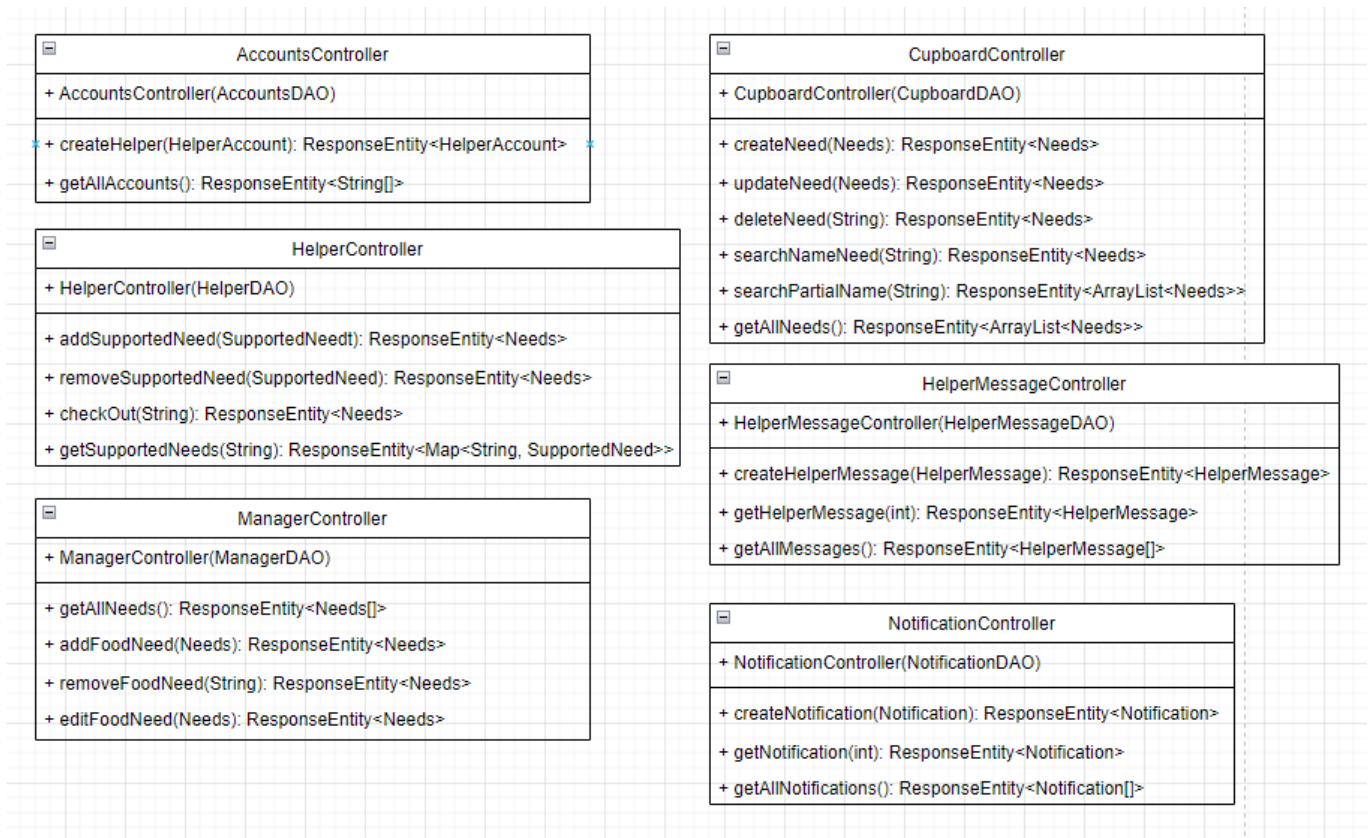 AccountsController
+ AccountsController(AccountsDAO)
+ createHelper(HelperAccount): ResponseEntity<HelperAccount>
+ getAllAccounts(): ResponseEntity<String[]>
HelperController
+ HelperController(HelperDAO)
+ addSupportedNeed(SupportedNeedt): ResponseEntity<Needs>
+ removeSupportedNeed(SupportedNeed): ResponseEntity<Needs>
+ checkOut(String): ResponseEntity<Needs>
+ getSupportedNeeds(String): ResponseEntity<Map<String, SupportedNeed>>
ManagerController
+ ManagerController(ManagerDAO)
+ getAllNeeds(): ResponseEntity<Needs[]>
+ addFoodNeed(Needs): ResponseEntity<Needs>
+ removeFoodNeed(String): ResponseEntity<Needs>
+ editFoodNeed(Needs): ResponseEntity<Needs>
CupboardController
+ CupboardController(CupboardDAO)
+ createNeed(Needs): ResponseEntity<Needs>
+ updateNeed(Needs): ResponseEntity<Needs>
+ deleteNeed(String): ResponseEntity<Needs>
+ searchNameNeed(String): ResponseEntity<Needs>
+ searchPartialName(String): ResponseEntity<ArrayList<Needs>>
+ getAllNeeds(): ResponseEntity<ArrayList<Needs>>
HelperMessageController
+ HelperMessageController(HelperMessageDAO)
+ createHelperMessage(HelperMessage): ResponseEntity<HelperMessage>
+ getHelperMessage(int): ResponseEntity<HelperMessage>
+ getAllMessages(): ResponseEntity<HelperMessage[]>
NotificationController
+ NotificationController(NotificationDAO)
+ createNotification(Notification): ResponseEntity<Notification>
+ getNotification(int): ResponseEntity<Notification>
+ getAllNotifications(): ResponseEntity<Notification[]>